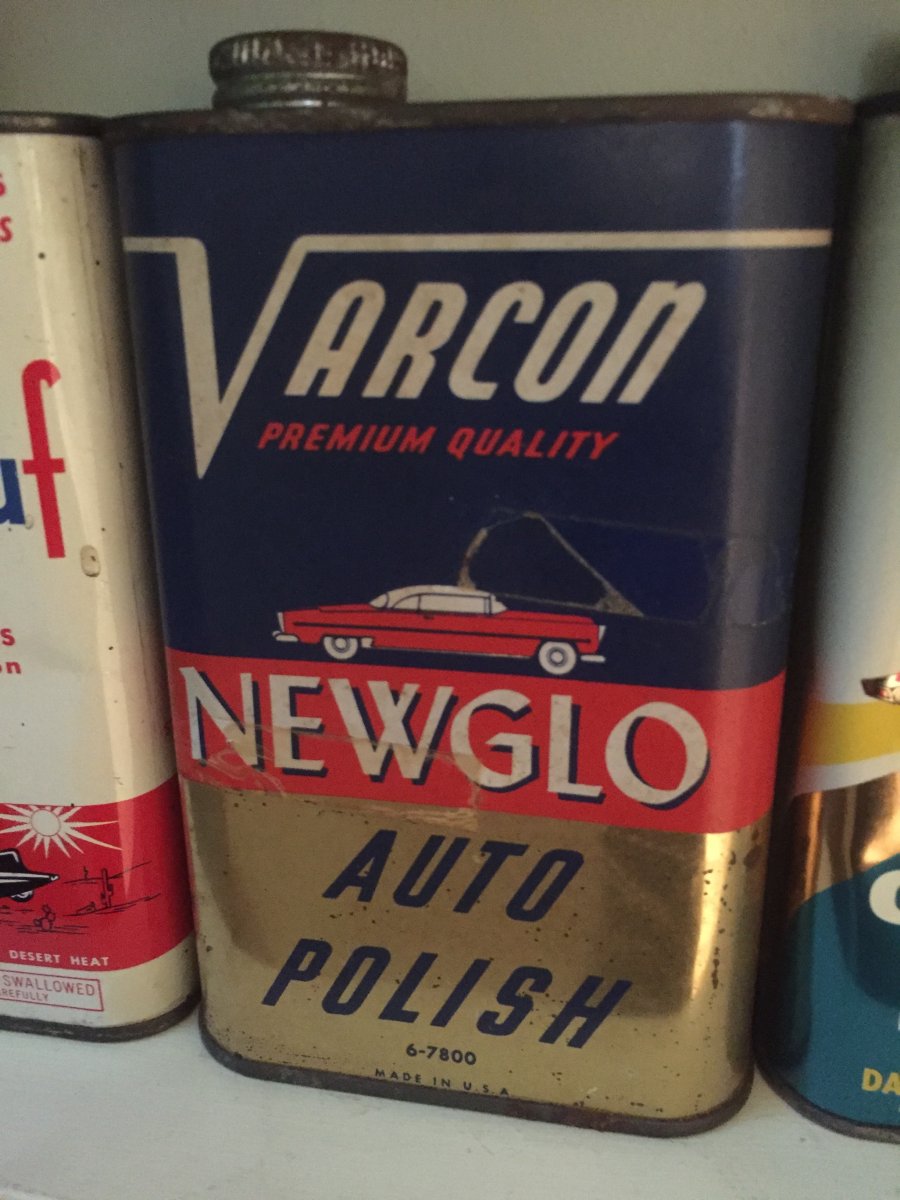 VARCON
PREMIUM QUALITY
NEWGLO
AUTO
POLISH
6-7800
MADE IN U.S.A
DESERT HEAT
SWALLOWED